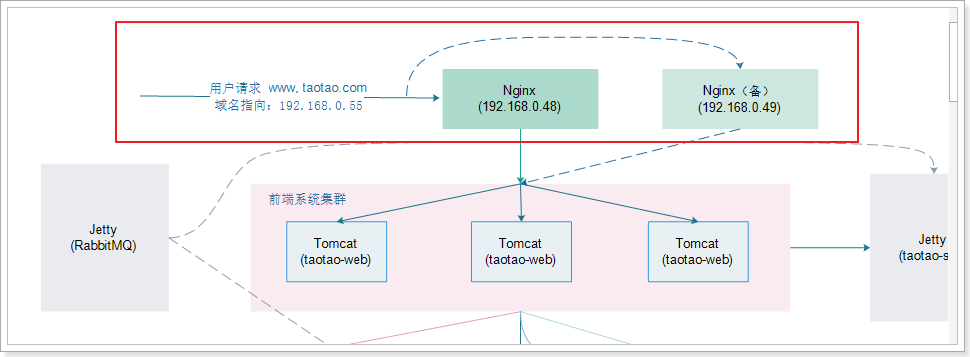 用户请求 www.taotao.com
域名指向：192.168.0.55
Nginx
(192.168.0.48)
Nginx（备）
(192.168.0.49)
前端系统集群
Jetty
(RabbitMQ)
Tomcat
(taotao-web)
Tomcat
(taotao-web)
Tomcat
(taotao-web)
Jetty
(taotao-s